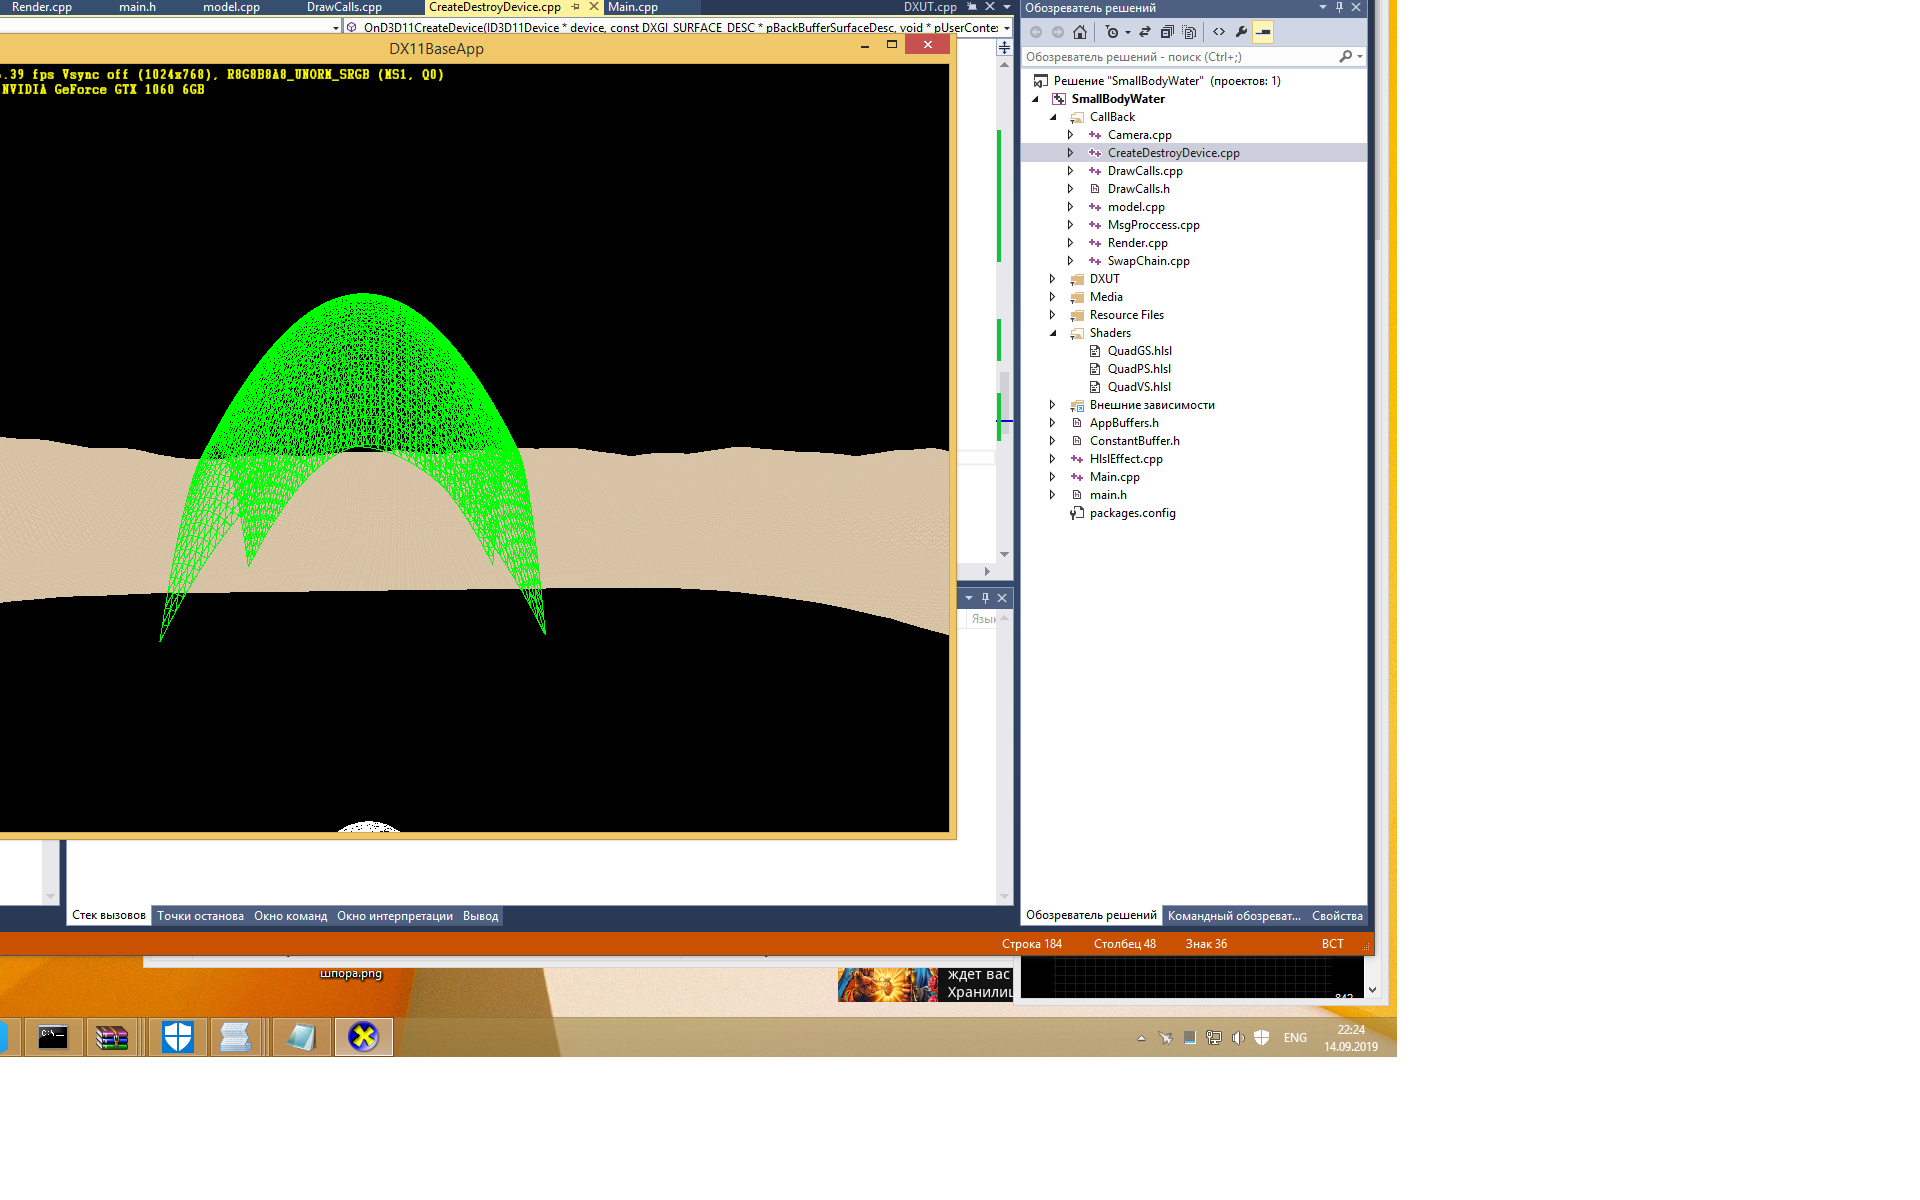 Render.cpp main.h model.cpp DrawCalls.cpp CreateDestroyDevice.cpp Main.cpp DXUT.cpp
OnD3D11CreateDevice(ID3D11Device * device, const DXGI_SURFACE_DESC * pBackBufferSurfaceDesc, void * pUserConte
DX11BaseApp
.39 fps Vsync off (1024x768), R8G8B8A8_UNORM_SRGB (MS1, Q0)
NVIDIA GeForce GTX 1060 6GB
Язык
Стек вызовов Точки останова Окно команд Окно интерпретации Вывод
Обозреватель решений
Обозреватель решений - поиск (Ctrl+;)
Решение "SmallBodyWater" (проектов: 1)
SmallBodyWater
CallBack
Camera.cpp
CreateDestroyDevice.cpp
DrawCalls.cpp
DrawCalls.h
model.cpp
MsgProccess.cpp
Render.cpp
SwapChain.cpp
DXUT
Media
Resource Files
Shaders
QuadGS.hlsl
QuadPS.hlsl
QuadVS.hlsl
Внешние зависимости
AppBuffers.h
ConstantBuffer.h
HlslEffect.cpp
Main.cpp
main.h
packages.config
Обозреватель решений Командный обозреват... Свойства
Строка 184 Столбец 48 Знак 36 ВСТ
шпора.png
ждет вас
Хранилищ
ENG
22:24
14.09.2019